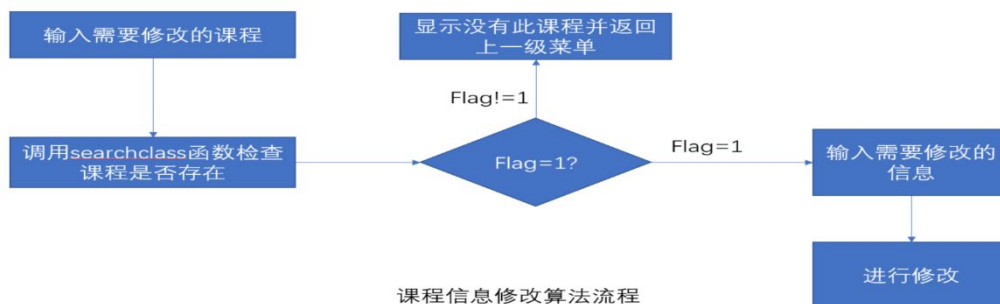 输入需要修改的课程
显示没有此课程并返回
上一级菜单
Flag!=1
调用searchclass函数检查
课程是否存在
Flag=1?
Flag=1
输入需要修改的
信息
进行修改
课程信息修改算法流程